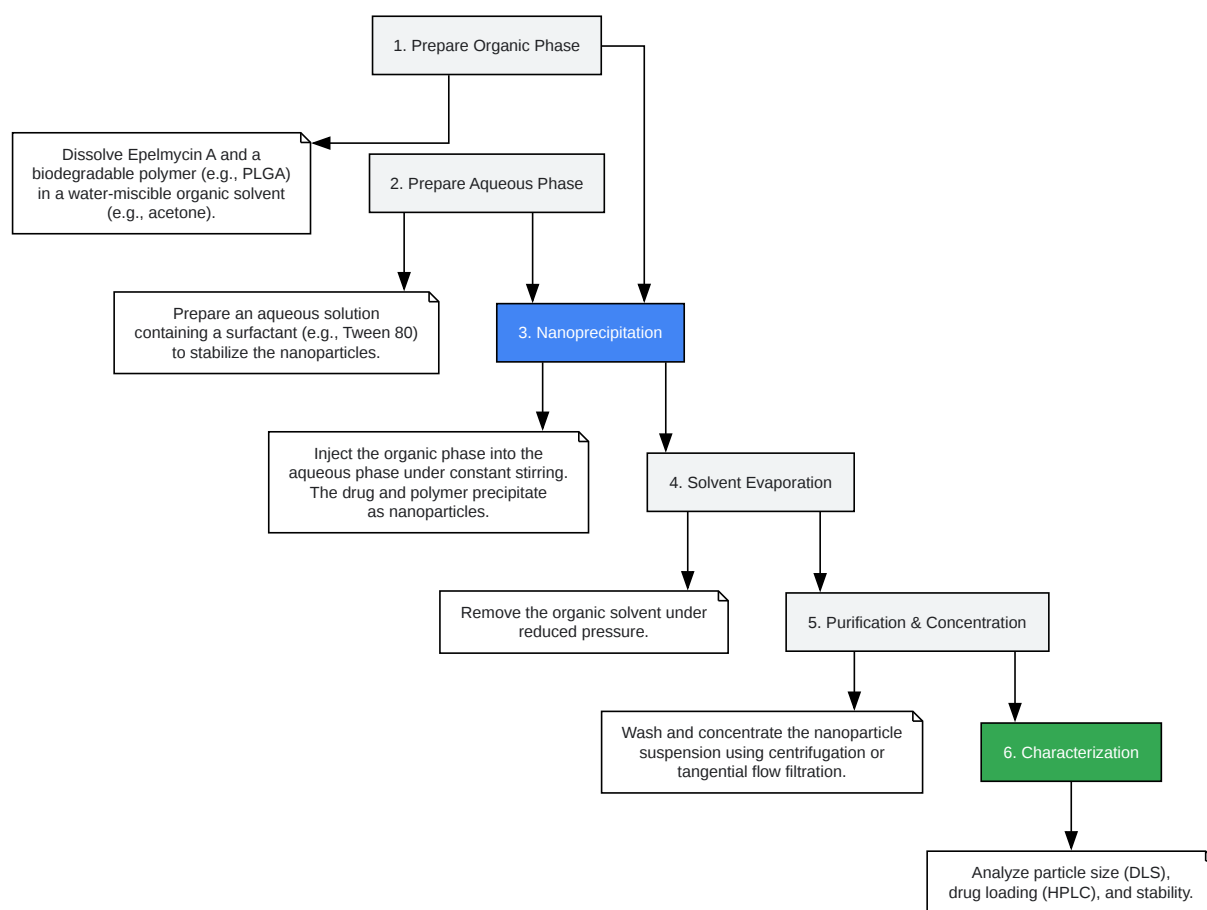 1. Prepare Organic Phase
Dissolve Epelmycin A and a
biodegradable polymer (e.g., PLGA)
in a water-miscible organic solvent
(e.g., acetone).
2. Prepare Aqueous Phase
Prepare an aqueous solution
containing a surfactant (e.g., Tween 80)
to stabilize the nanoparticles.
3. Nanoprecipitation
Inject the organic phase into the
aqueous phase under constant stirring.
The drug and polymer precipitate
as nanoparticles.
4. Solvent Evaporation
Remove the organic solvent under
reduced pressure.
5. Purification & Concentration
Wash and concentrate the nanoparticle
suspension using centrifugation or
tangential flow filtration.
6. Characterization
Analyze particle size (DLS),
drug loading (HPLC), and stability.